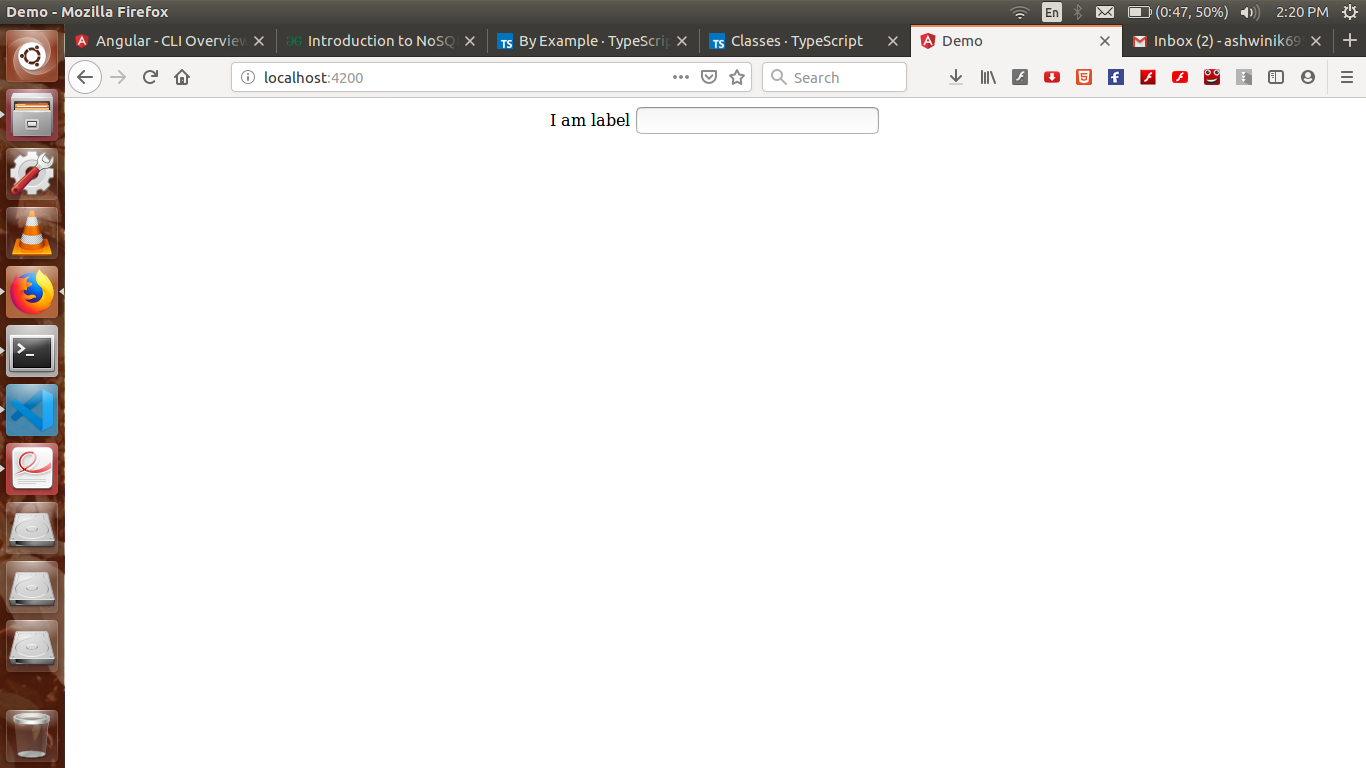 Demo - Mozilla Firefox
En
(0:47, 50%)
2:20 PM
Angular - CLI Overview
Introduction to NoSQ
By Example · TypeScri
Classes · TypeScript
Demo
Inbox (2) - ashwinik69
localhost:4200
Search
I am label